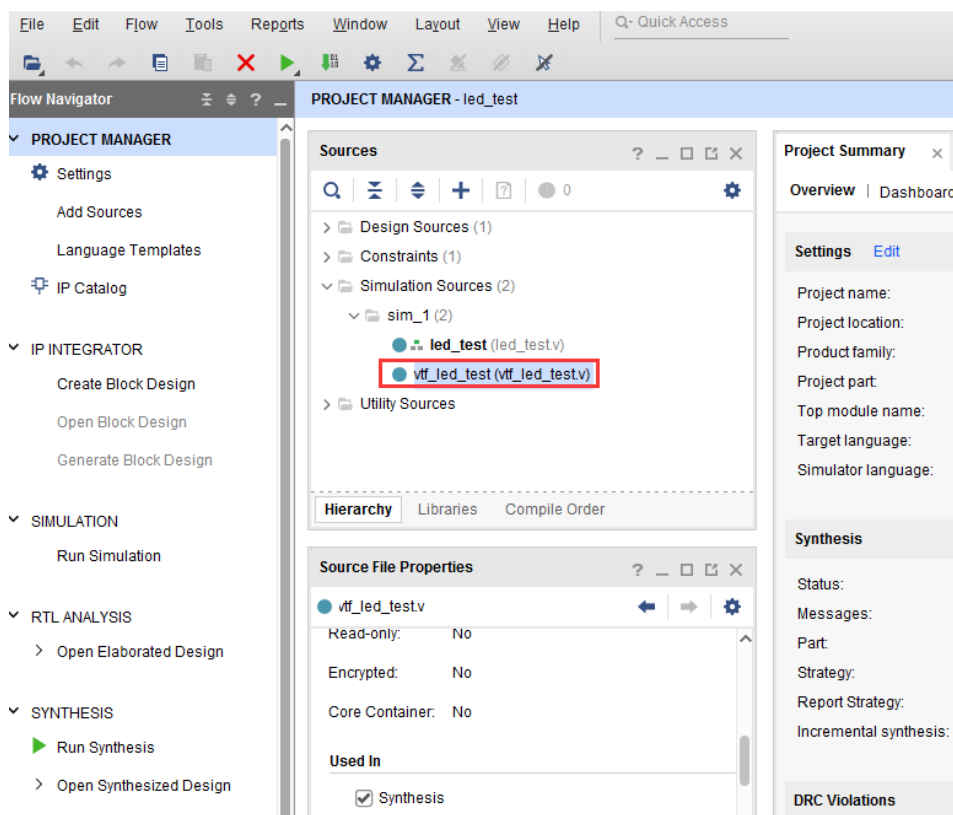 File Edit Flow Tools Reports Window Layout View Help Q- Quick Access
Flow Navigator ? _
PROJECT MANAGER - led_test
PROJECT MANAGER
Settings
Add Sources
Language Templates
IP Catalog
IP INTEGRATOR
Create Block Design
Open Block Design
Generate Block Design
SIMULATION
Run Simulation
RTL ANALYSIS
Open Elaborated Design
SYNTHESIS
Run Synthesis
Open Synthesized Design
Sources ? _
0
Design Sources (1)
Constraints (1)
Simulation Sources (2)
sim_1 (2)
led_test (led_test.v)
vtf_led_test (vtf_led_test.v)
Utility Sources
Hierarchy Libraries Compile Order
Source File Properties ? _
vtf_led_test.v
Read-only: No
Encrypted: No
Core Container: No
Used In
Synthesis
Project Summary
Overview | Dashboard
Settings Edit
Project name:
Project location:
Product family:
Project part:
Top module name:
Target language:
Simulator language:
Synthesis
Status:
Messages:
Part:
Strategy:
Report Strategy:
Incremental synthesis:
DRC Violations